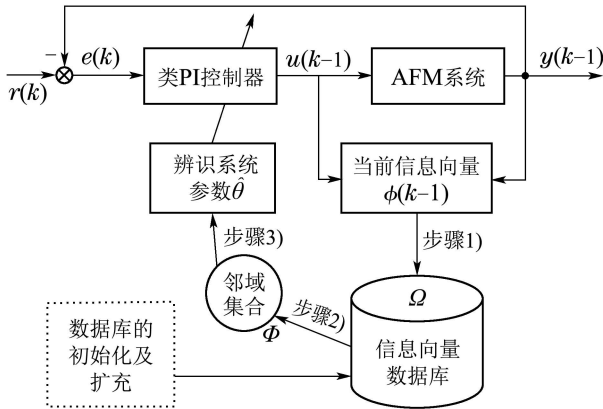 −
e(k)
r(k)
类PI控制器
u(k−1)
AFM系统
y(k−1)
辨识系统
参数θ̂
当前信息向量
ϕ(k−1)
步骤3)
步骤1)
邻域
集合
Φ
步骤2)
Ω
信息向量
数据库
数据库的
初始化及
扩充